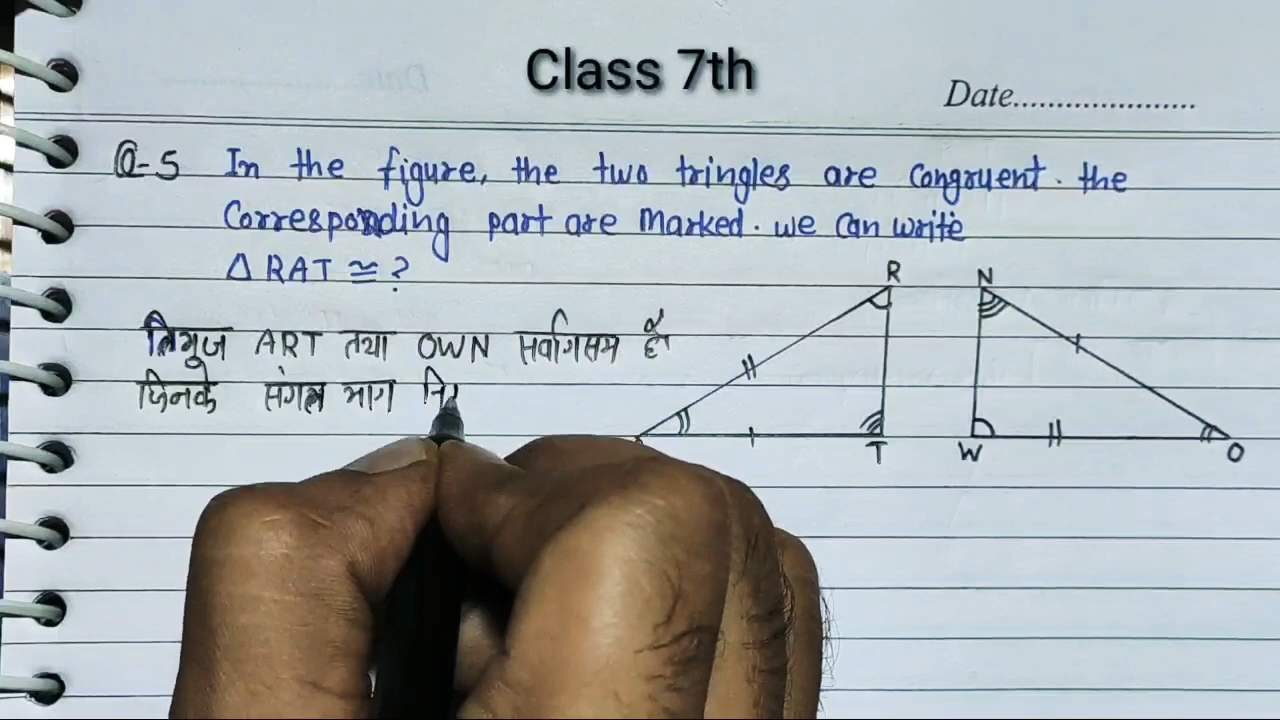 Class 7th
Date.....................
Q-5 In the figure, the two tringles are congruent. the
Corresponding part are Marked. we can write
Δ RAT ≅ ?
R N
त्रिभुज ART तथा OWN सर्वागसम है
जिनके संगत भाग
T W O